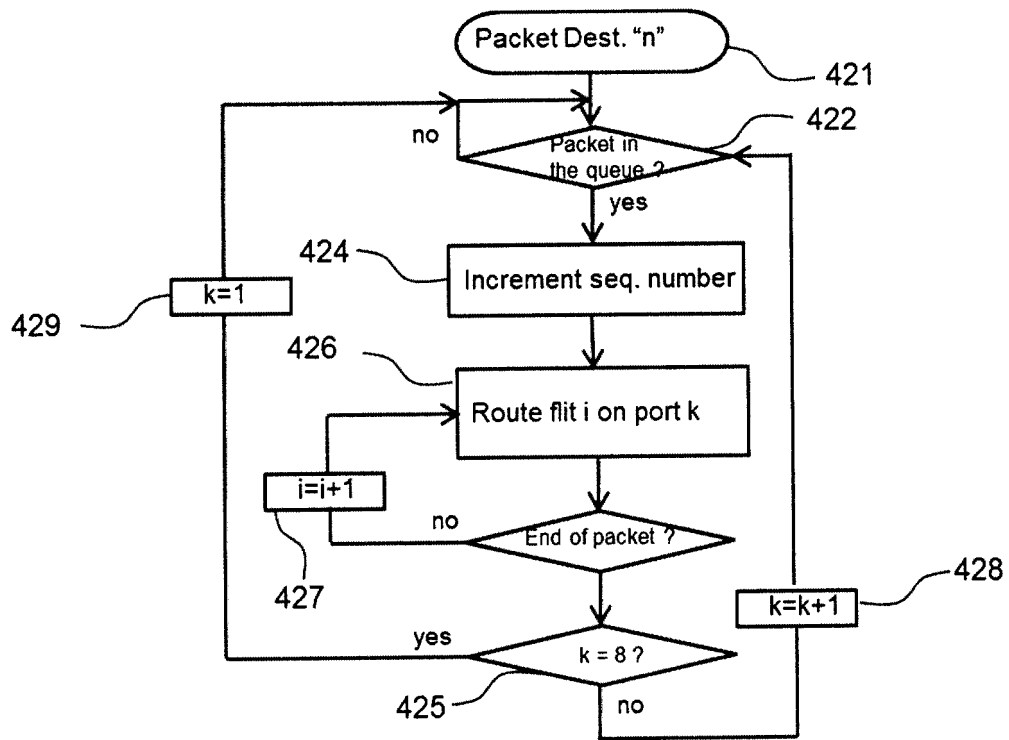 Packet Dest. “n”
421
422
no
Packet in
the queue ?
yes
424
Increment seq. number
k=1
429
426
Route flit i on port k
i=i+1
no
427
End of packet ?
428
k=k+1
yes
k = 8 ?
425
no